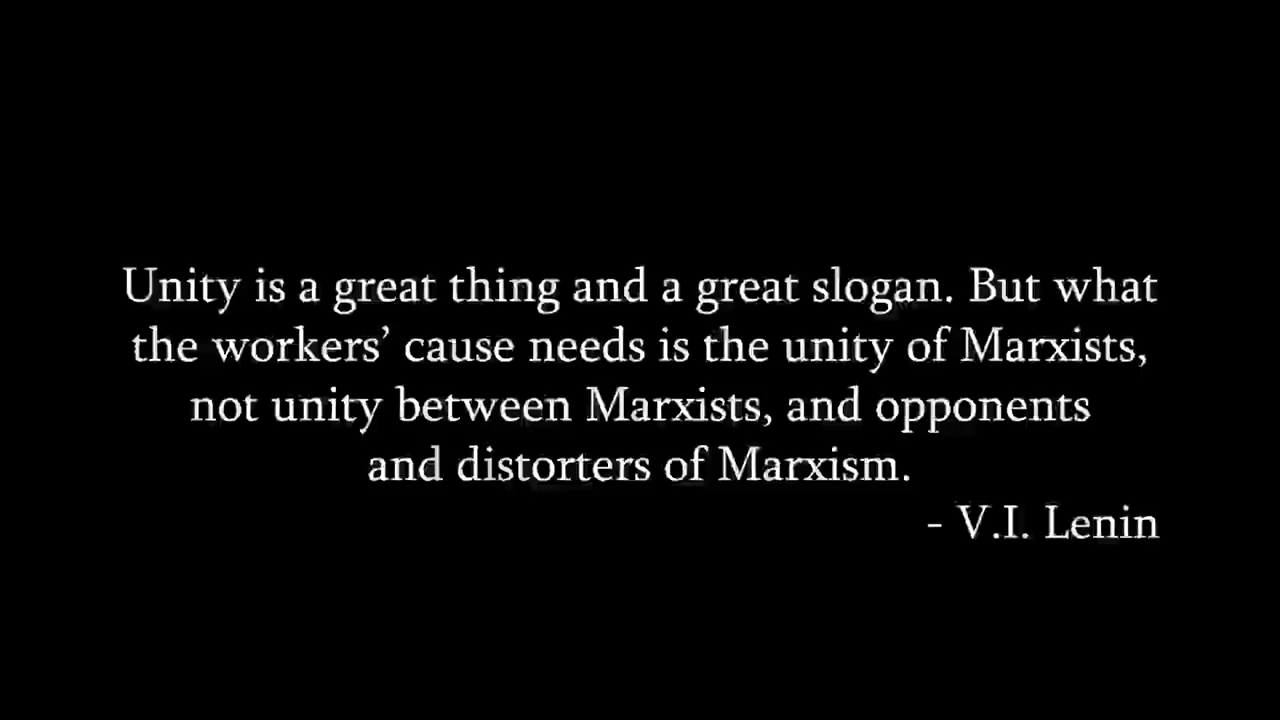 Unity is a great thing and a great slogan. But what
the workers’ cause needs is the unity of Marxists,
not unity between Marxists, and opponents
and distorters of Marxism.
- V.I. Lenin